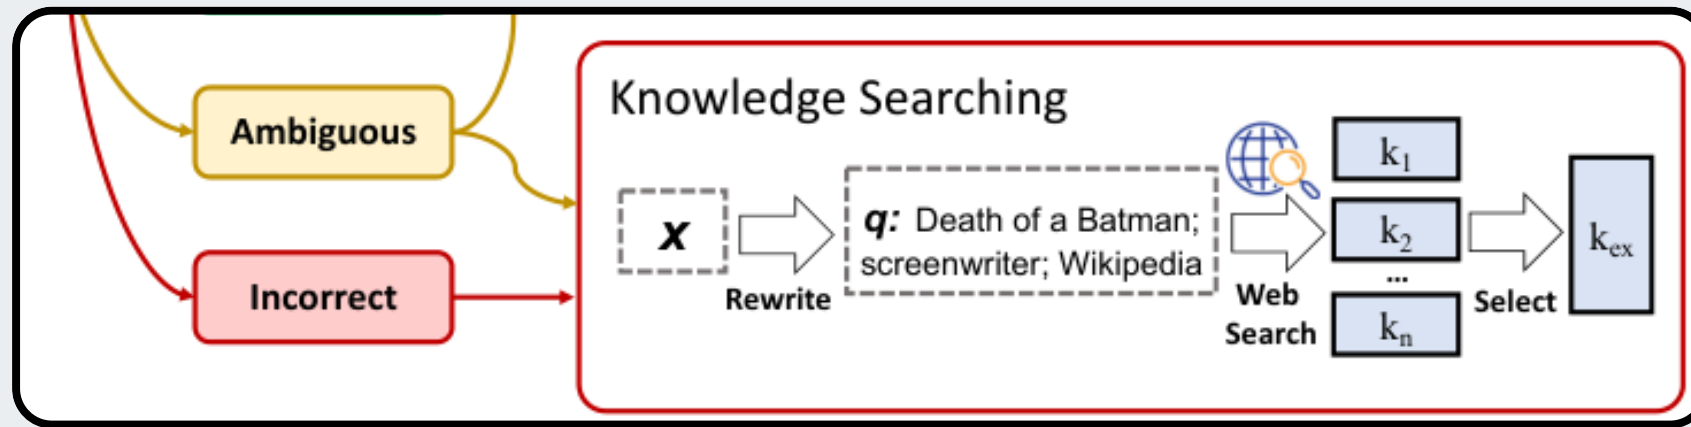 Ambiguous
Incorrect
Knowledge Searching
x
Rewrite
q: Death of a Batman;
screenwriter; Wikipedia
Web
Search
k1
k2
...
kn
Select
kex